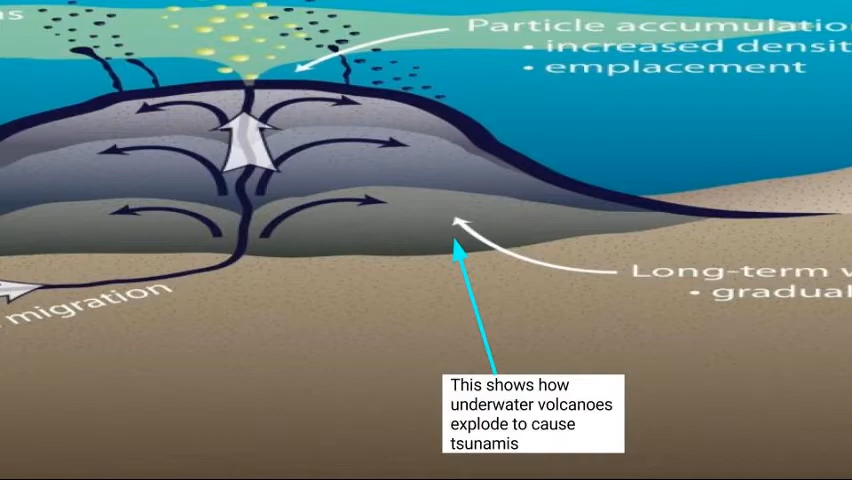 Particle accumulatio
• increased densit
• emplacement
Long-term v
• gradual
migration
This shows how
underwater volcanoes
explode to cause
tsunamis